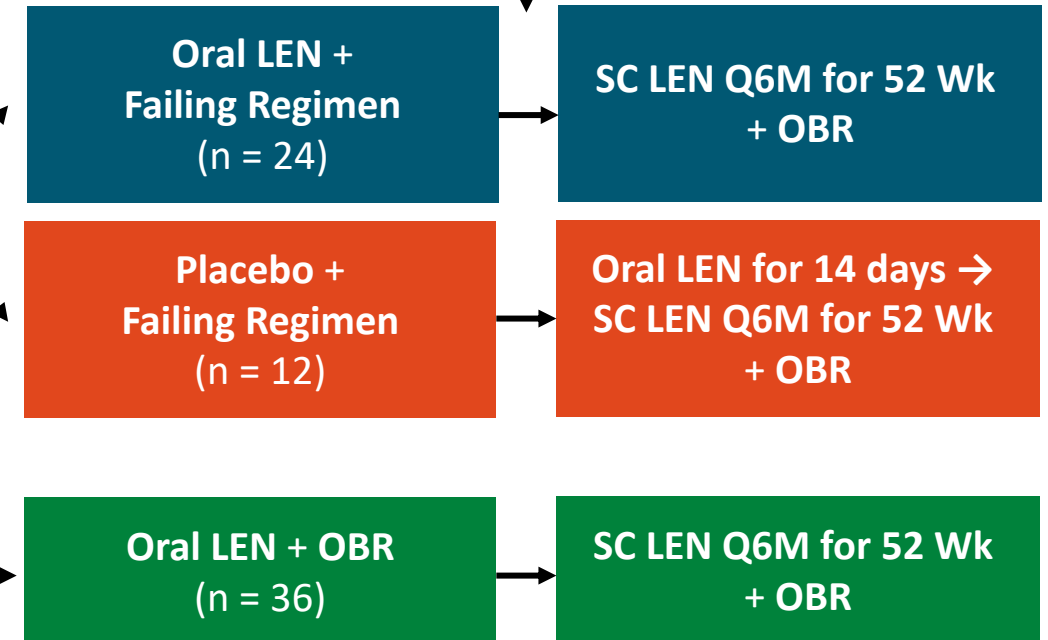 Oral LEN +
Failing Regimen
(n = 24)
SC LEN Q6M for 52 Wk
+ OBR
Placebo +
Failing Regimen
(n = 12)
Oral LEN for 14 days →
SC LEN Q6M for 52 Wk
+ OBR
Oral LEN + OBR
(n = 36)
SC LEN Q6M for 52 Wk
+ OBR